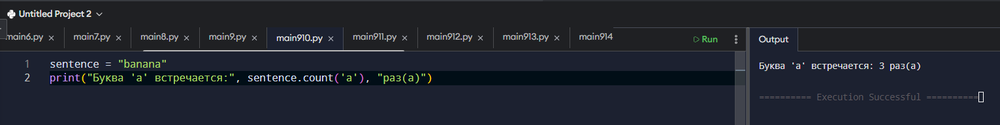 Untitled Project 2
main6.py × main7.py × main8.py × main9.py × main910.py × main911.py × main912.py × main913.py × main914
Run
Output
1 sentence = "banana"
2 print("Буква 'a' встречается:", sentence.count('a'), "раз(а)")
Буква 'a' встречается: 3 раз(а)
========== Execution Successful ==========